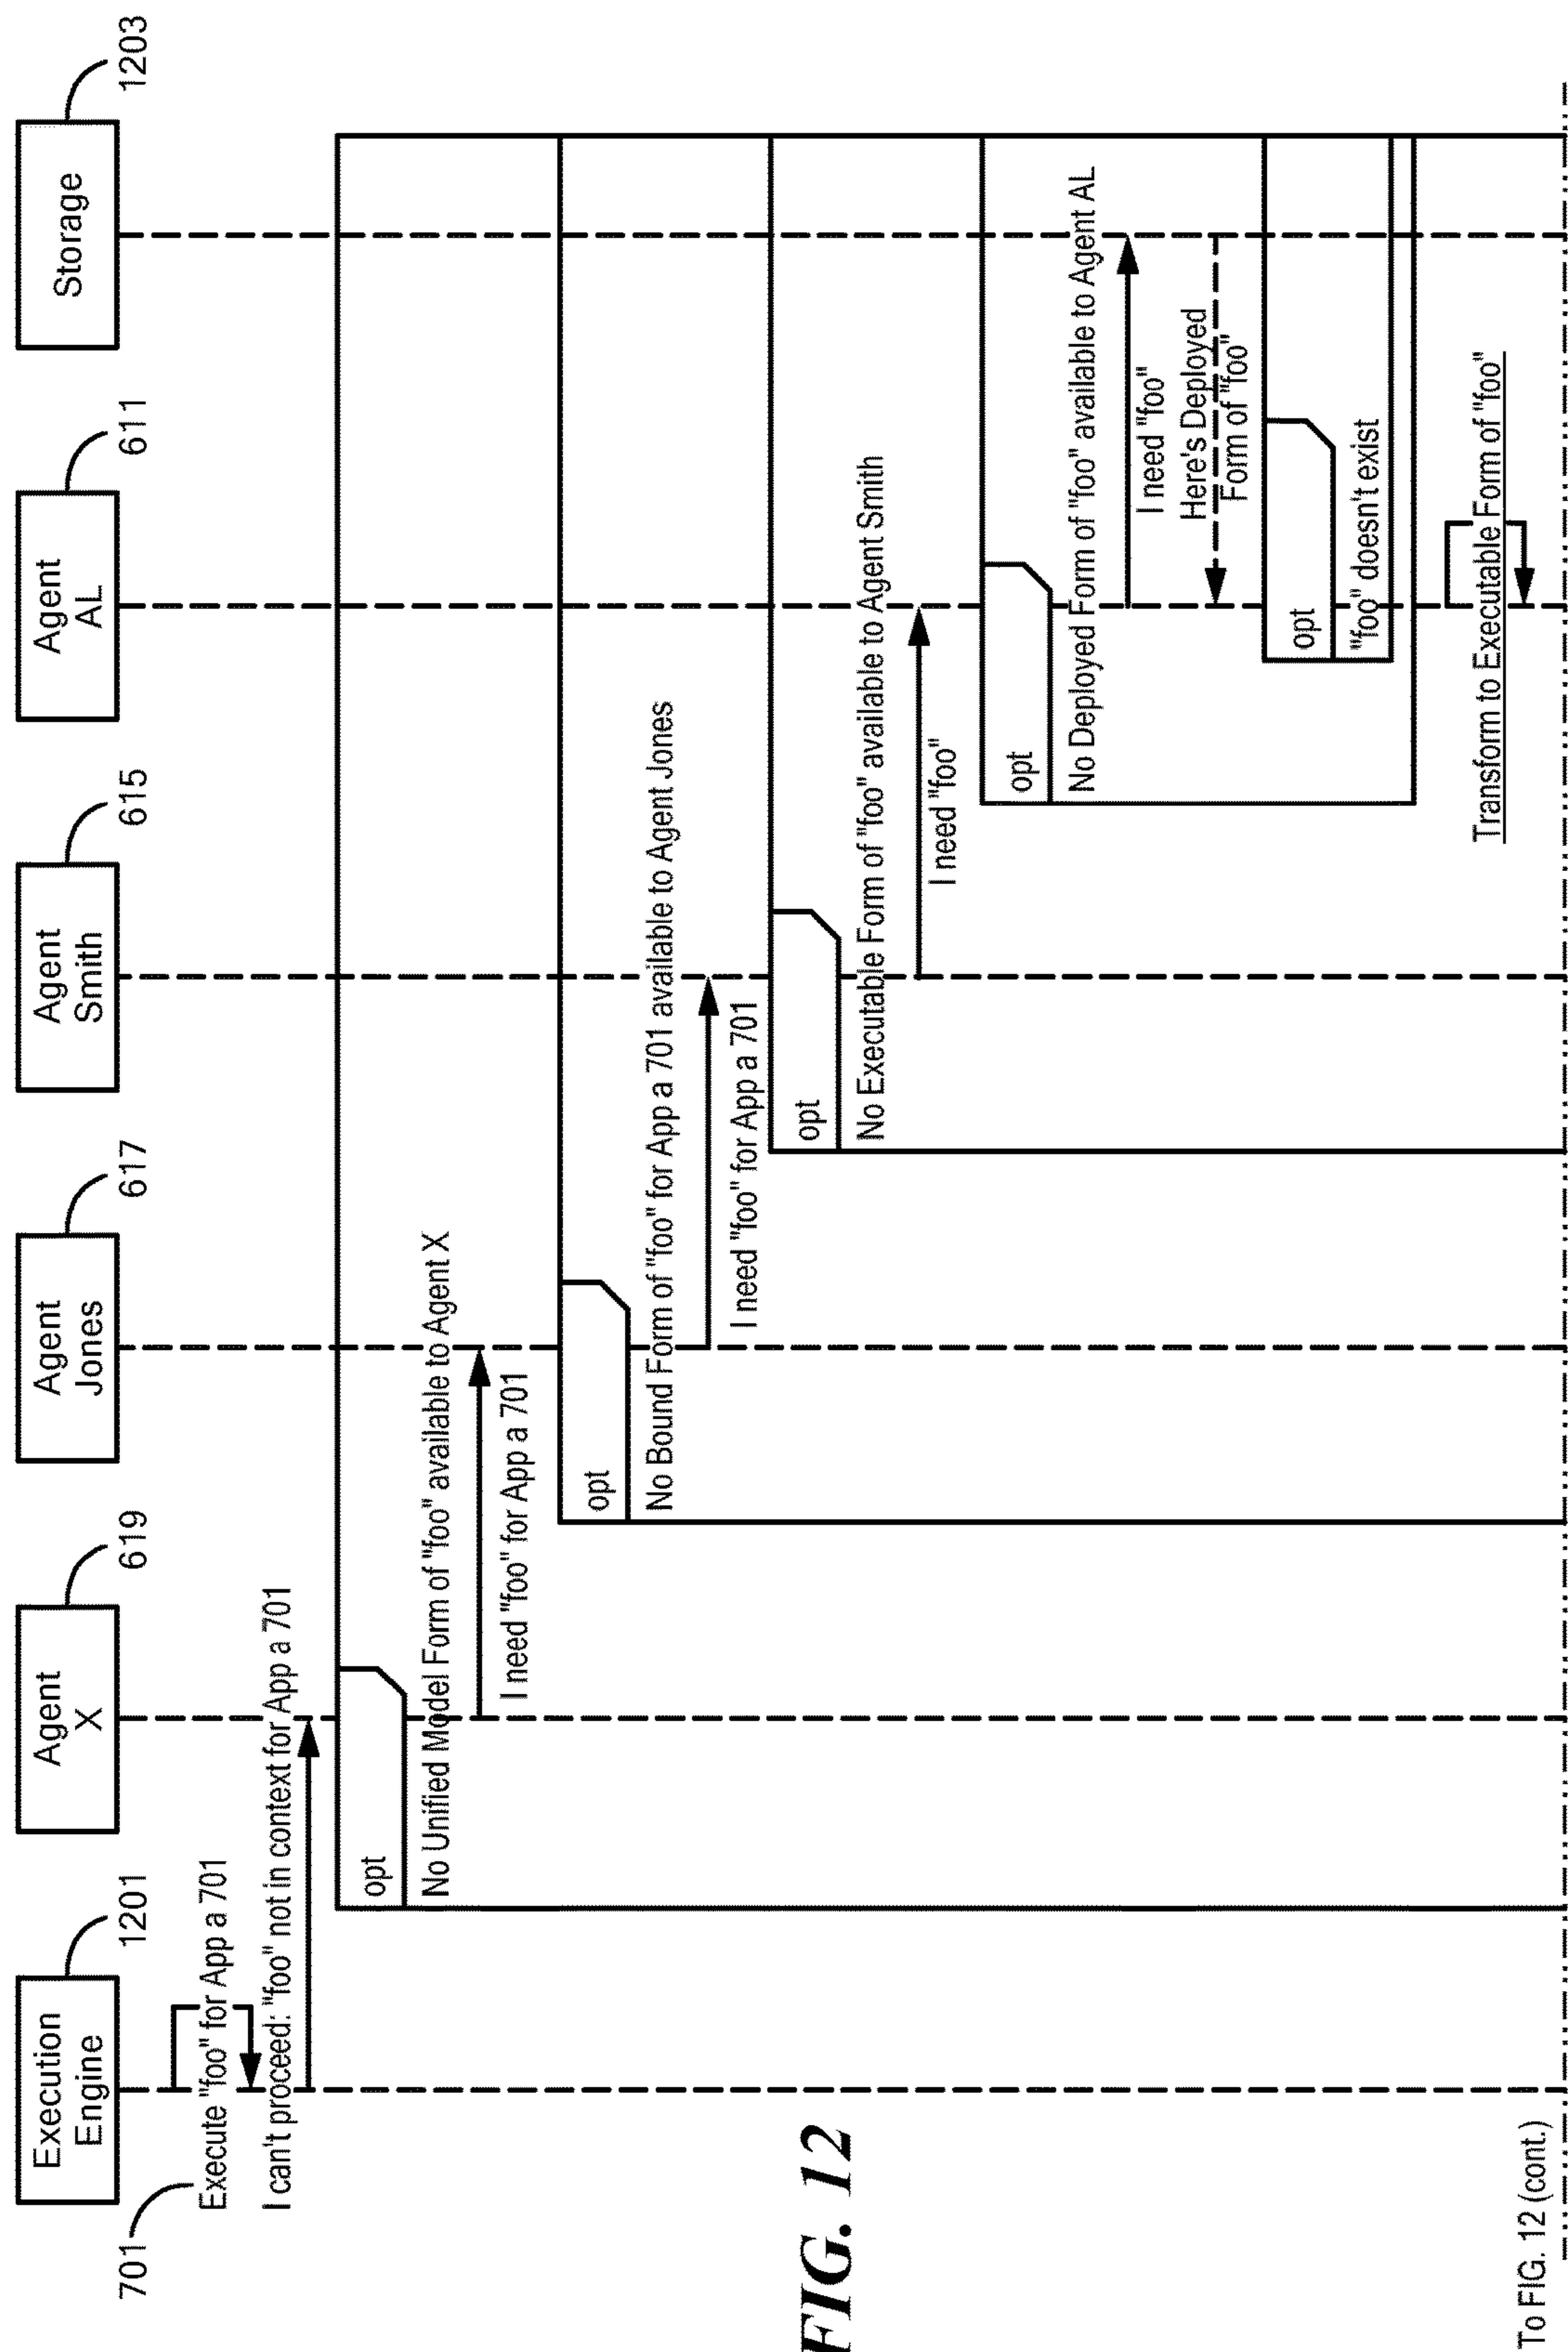 Execution
Engine
1201
Agent
X
619
Agent
Jones
617
Agent
Smith
615
Agent
AL
611
Storage
1203
701
Execute "foo" for App a 701
I can't proceed: "foo" not in context for App a 701
opt
No Unified Model Form of "foo" available to Agent X
I need "foo" for App a 701
opt
No Bound Form of "foo" for App a 701 available to Agent Jones
I need "foo" for App a 701
opt
No Executable Form of "foo" available to Agent Smith
I need "foo"
opt
No Deployed Form of "foo" available to Agent AL
I need "foo"
Here's Deployed
Form of "foo"
opt
"foo" doesn't exist
Transform to Executable Form of "foo"
FIG. 12
To FIG. 12 (cont.)